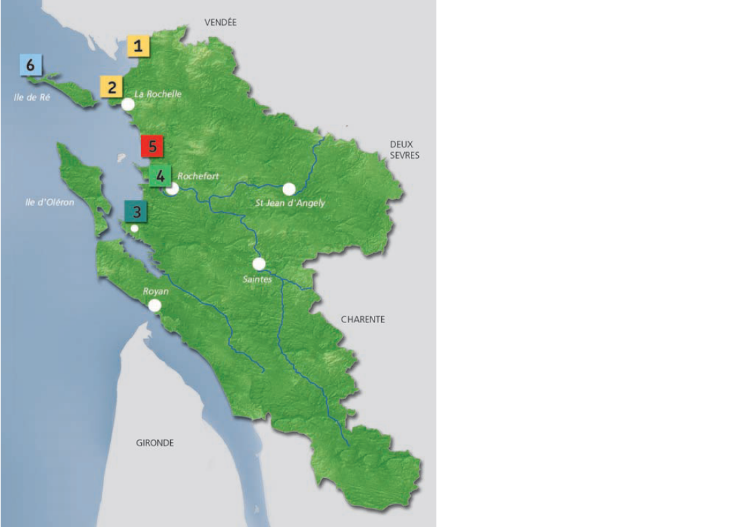 VENDÉE
1
6
2
La Rochelle
Ile de Ré
5
DEUX
SEVRES
4
Rochefort
Ile d'Oléron
St Jean d'Angely
3
Saintes
Royan
CHARENTE
GIRONDE